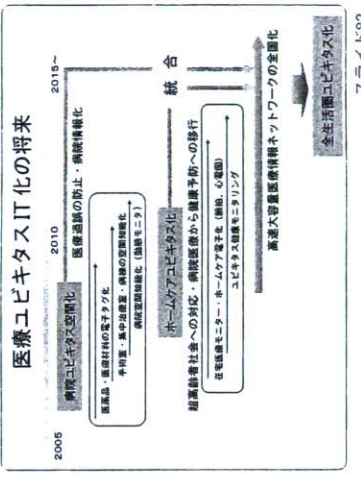 医療ユビキタスIT化の将来
2005
2010
2015～
病院ユビキタス空間化
医療過誤の防止・病院情報化
医薬品・医療材料の電子タグ化
手術室・集中治療室・病棟の空間知能化
病院空間知能化
ホームケアユビキタス化
統合
超高齢者社会への対応・病院医療から健康予防への移行
在宅医療モニター・ホームケア電子化（脈拍、心電図）
ユビキタス健康モニタリング
高速大容量医療情報ネットワークの全国化
全生活圏ユビキタス化
スライド92